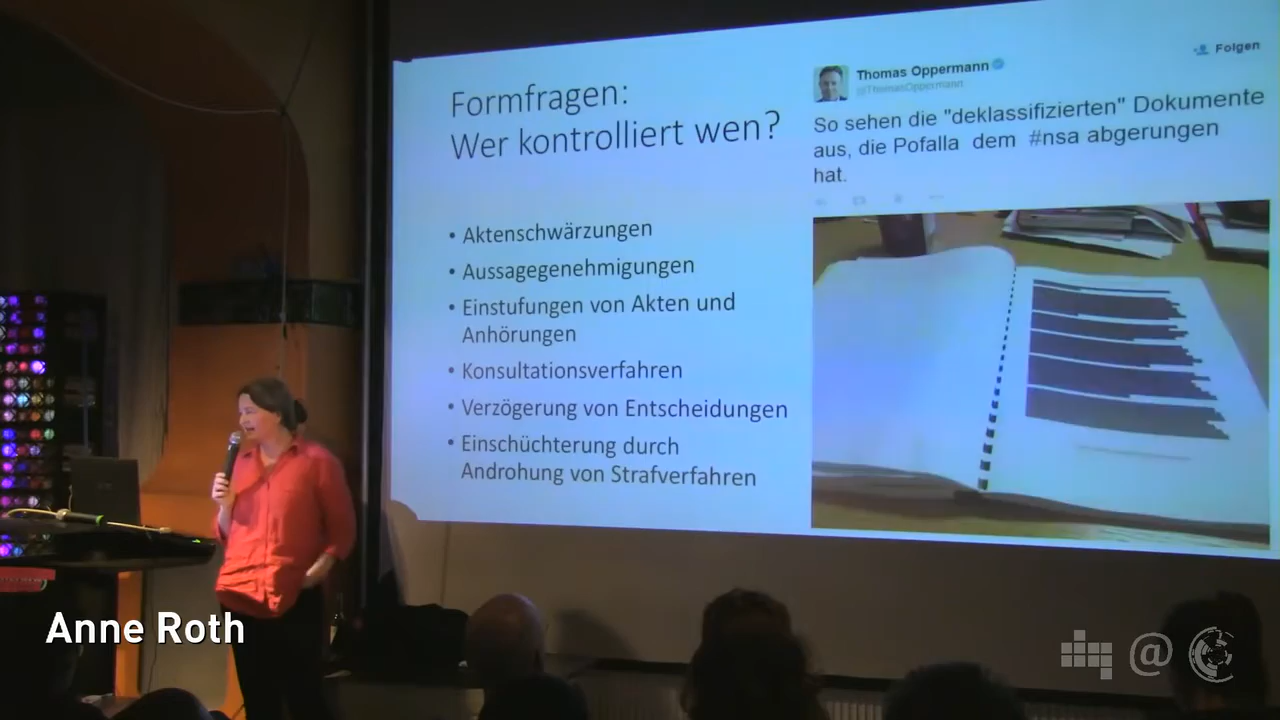 Formfragen:
Wer kontrolliert wen?
• Aktenschwärzungen
• Aussagegenehmigungen
• Einstufungen von Akten und
Anhörungen
• Konsultationsverfahren
• Verzögerung von Entscheidungen
• Einschüchterung durch
Androhung von Strafverfahren
Folgen
Thomas Oppermann
@ThomasOppermann
So sehen die "deklassifizierten" Dokumente
aus, die Pofalla dem #nsa abgerungen
hat.
Anne Roth
@